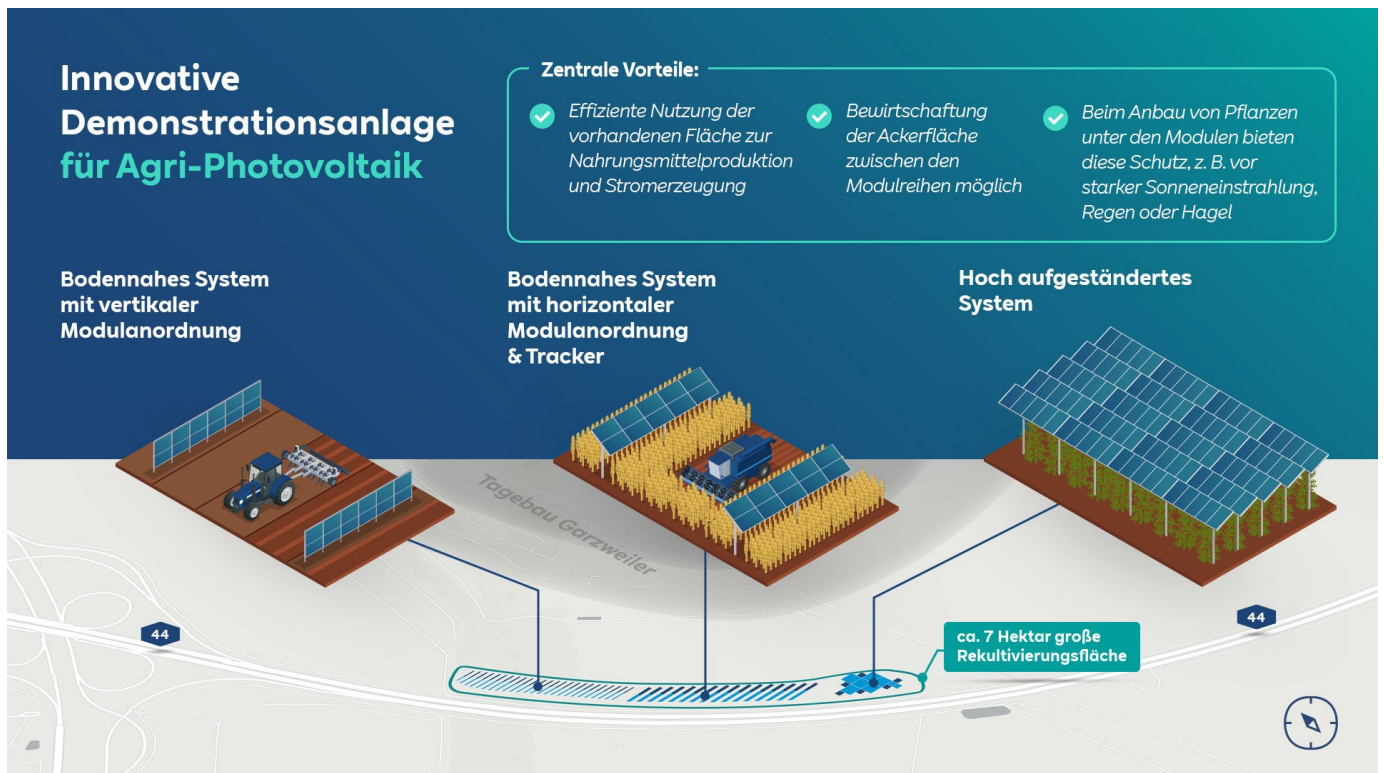 Innovative
Demonstrationsanlage
für Agri-Photovoltaik
Zentrale Vorteile:
Effiziente Nutzung der
vorhandenen Fläche zur
Nahrungsmittelproduktion
und Stromerzeugung
Bewirtschaftung
der Ackerfläche
zwischen den
Modulreihen möglich
Beim Anbau von Pflanzen
unter den Modulen bieten
diese Schutz, z. B. vor
starker Sonneneinstrahlung,
Regen oder Hagel
Bodennahes System
mit vertikaler
Modulanordnung
Bodennahes System
mit horizontaler
Modulanordnung
& Tracker
Hoch aufgeständertes
System
Tagebau Garzweiler
44
44
ca. 7 Hektar große
Rekultivierungsfläche